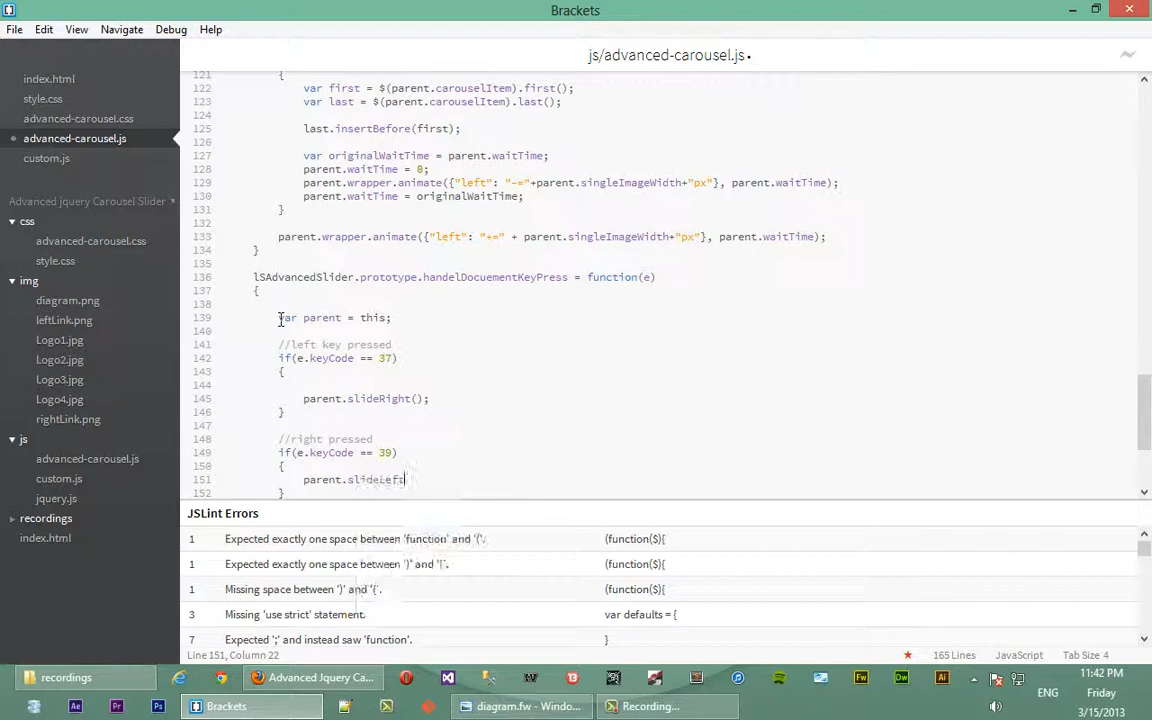 Brackets
File Edit View Navigate Debug Help
js/advanced-carousel.js •
index.html
style.css
advanced-carousel.css
advanced-carousel.js
custom.js
Advanced jquery Carousel Slider
css
advanced-carousel.css
style.css
img
diagram.png
leftLink.png
Logo1.jpg
Logo2.jpg
Logo3.jpg
Logo4.jpg
rightLink.png
js
advanced-carousel.js
custom.js
jquery.js
recordings
index.html
121 {
122 var first = $(parent.carouselItem).first();
123 var last = $(parent.carouselItem).last();
124
125 last.insertBefore(first);
126
127 var originalWaitTime = parent.waitTime;
128 parent.waitTime = 0;
129 parent.wrapper.animate({"left": "-="+parent.singleImageWidth+"px"}, parent.waitTime);
130 parent.waitTime = originalWaitTime;
131 }
132
133 parent.wrapper.animate({"left": "+=" + parent.singleImageWidth+"px"}, parent.waitTime);
134 }
135
136 lSAdvancedSlider.prototype.handelDocuementKeyPress = function(e)
137 {
138
139 var parent = this;
140
141 //left key pressed
142 if(e.keyCode == 37)
143 {
144
145 parent.slideRight();
146 }
147
148 //right pressed
149 if(e.keyCode == 39)
150 {
151 parent.slideLeft
152 }
JSLint Errors
1 Expected exactly one space between 'function' and '('. (function($){
1 Expected exactly one space between ')' and '{'. (function($){
1 Missing space between ')' and '{'. (function($){
3 Missing 'use strict' statement. var defaults = {
7 Expected ';' and instead saw 'function'. }
Line 151, Column 22 165 Lines JavaScript Tab Size 4
recordings Advanced Jquery Ca... Fw Dw Ai
Ae Pr Ps Brackets diagram.fw - Windo... Recording...
ENG
11:42 PM
Friday
3/15/2013